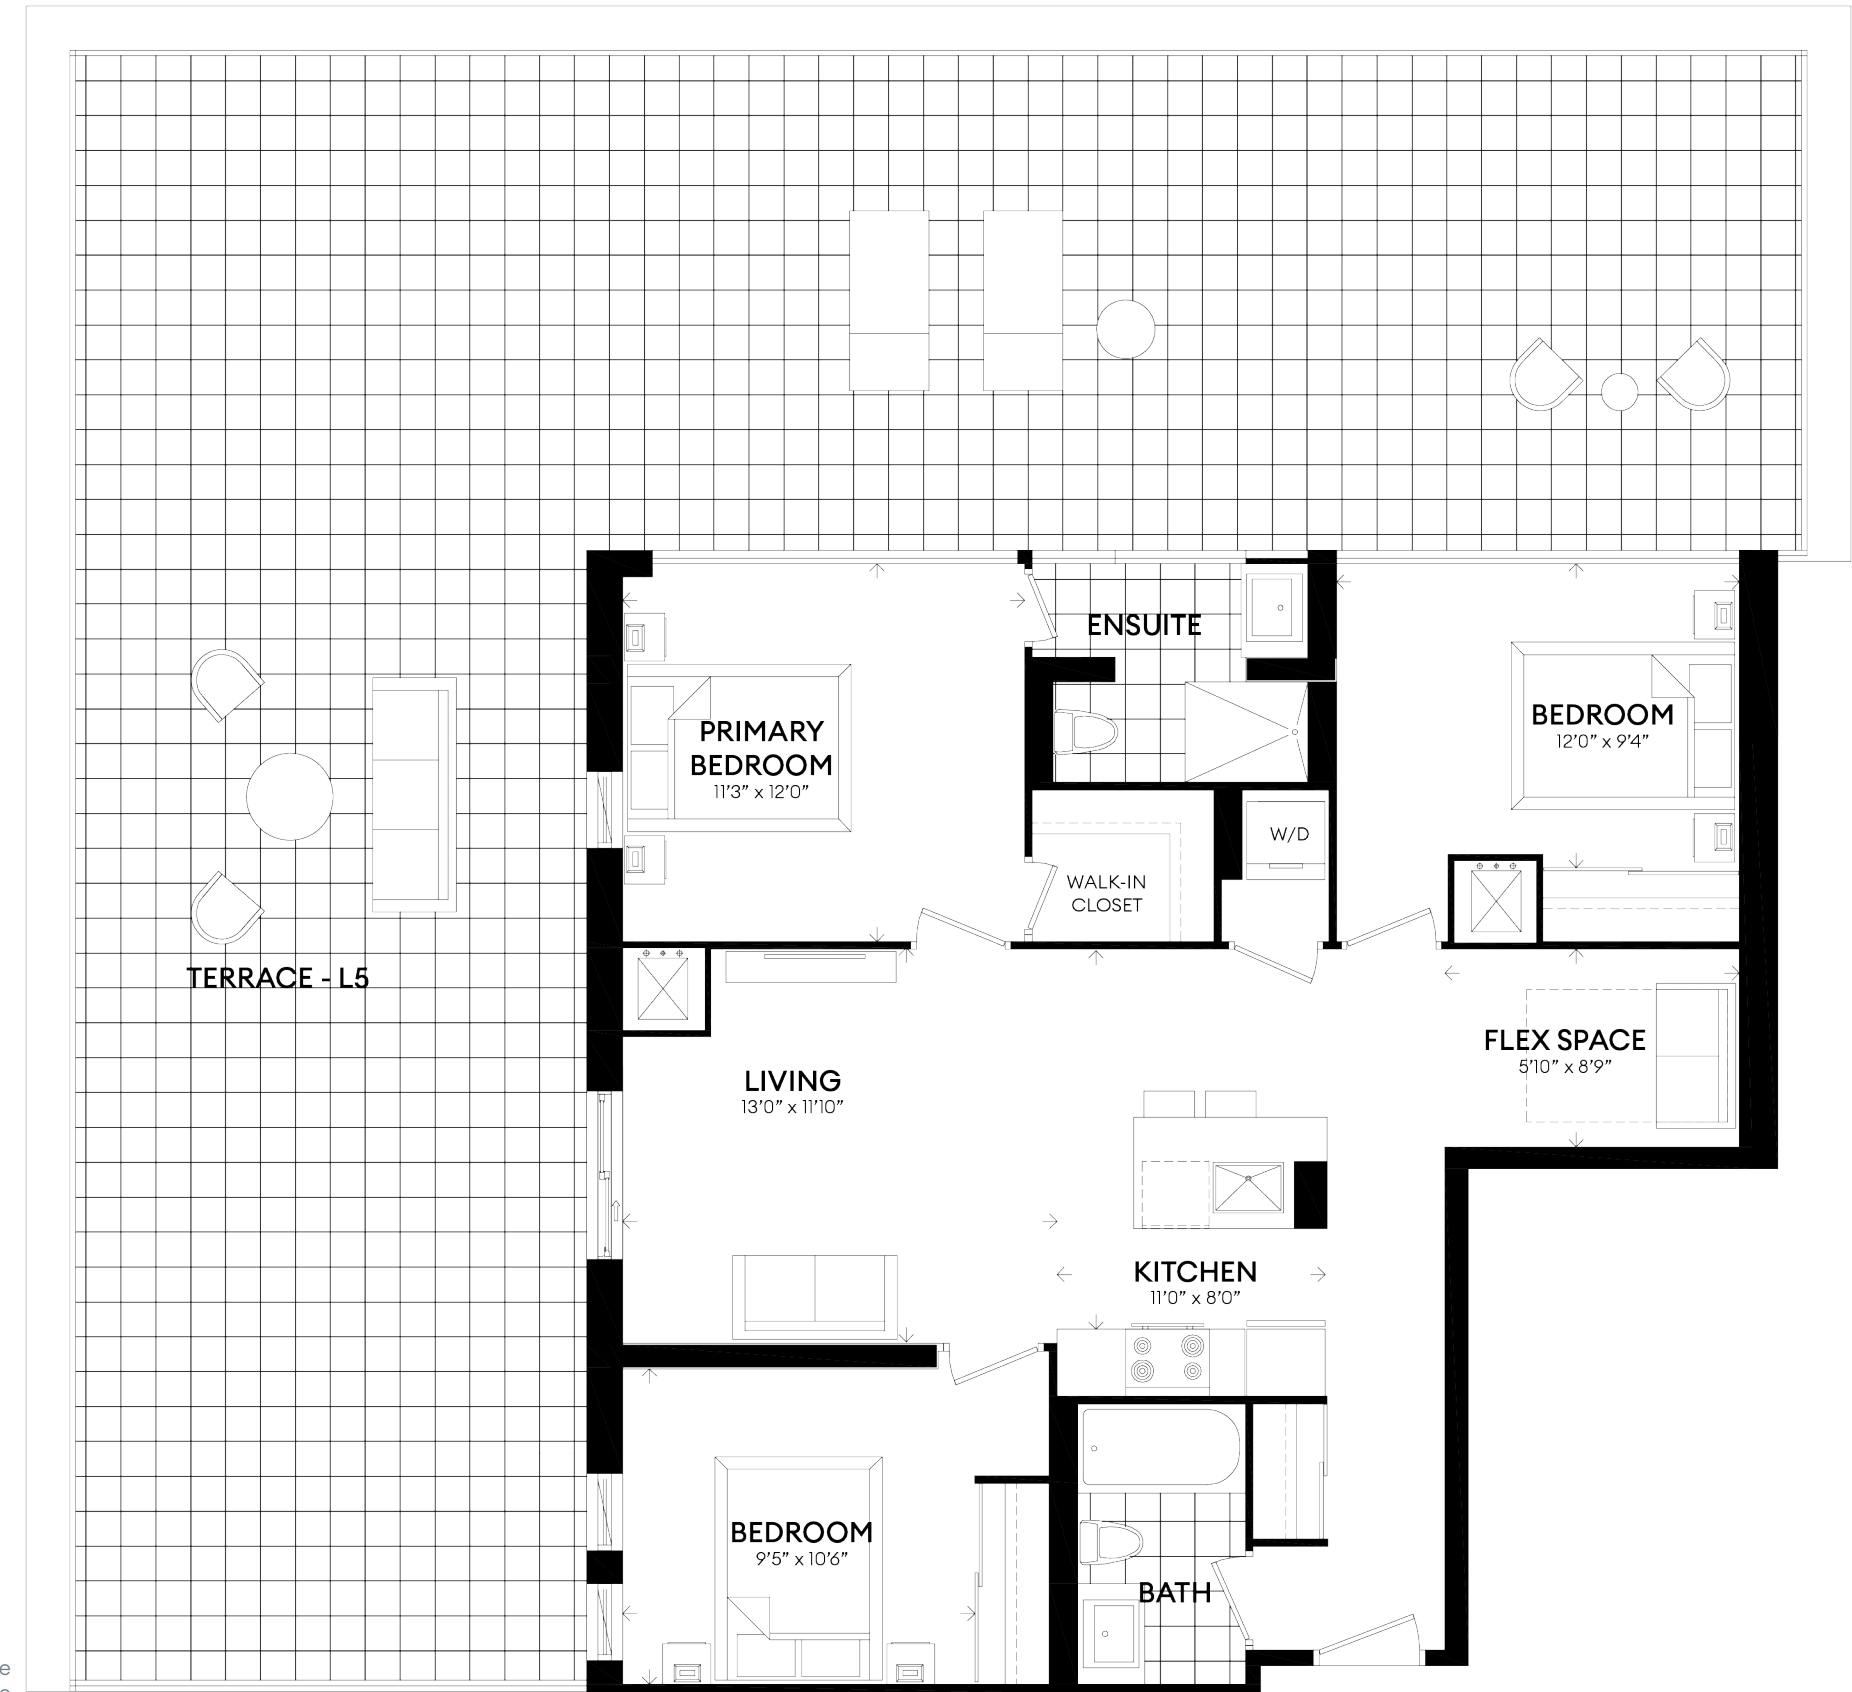 ENSUITE
BEDROOM
12'0" x 9'4"
PRIMARY
BEDROOM
11'3" x 12'0"
W/D
WALK-IN
CLOSET
TERRACE - L5
FLEX SPACE
5'10" x 8'9"
LIVING
13'0" x 11'10"
KITCHEN
11'0" x 8'0"
BEDROOM
9'5" x 10'6"
BATH